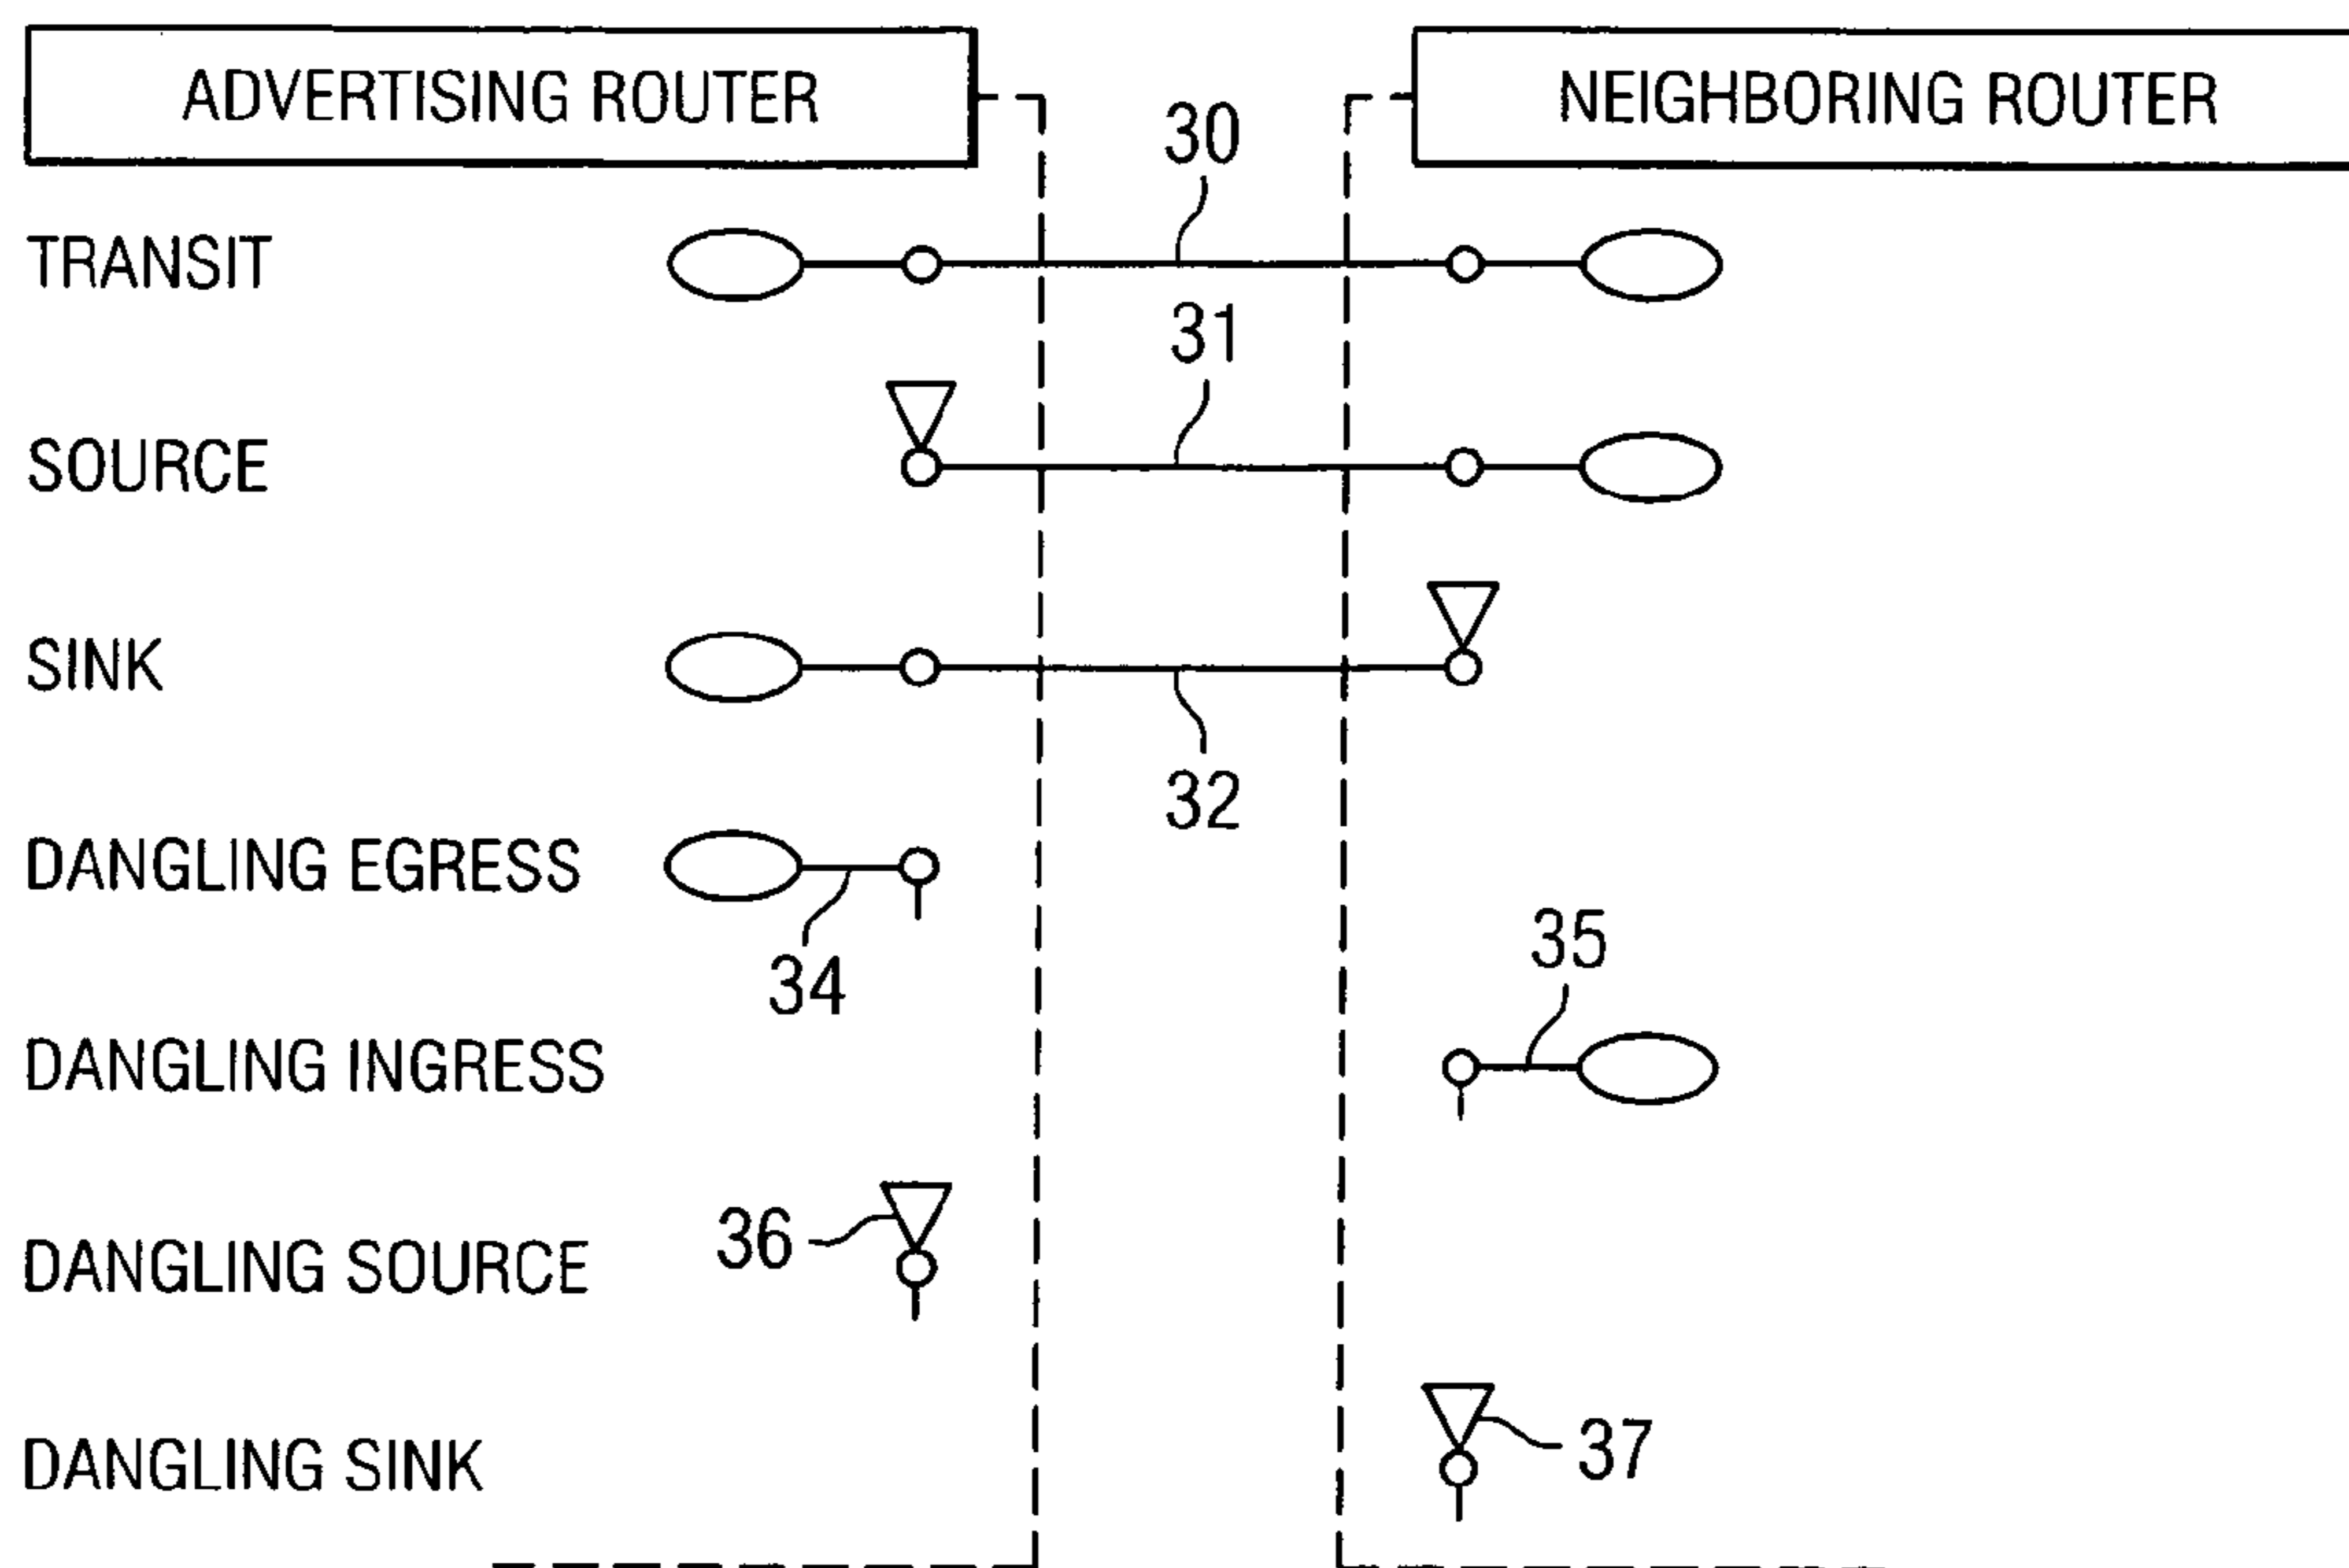 ADVERTISING ROUTER
NEIGHBORING ROUTER
30
TRANSIT
31
SOURCE
SINK
32
DANGLING EGRESS
34
35
DANGLING INGRESS
36
DANGLING SOURCE
37
DANGLING SINK